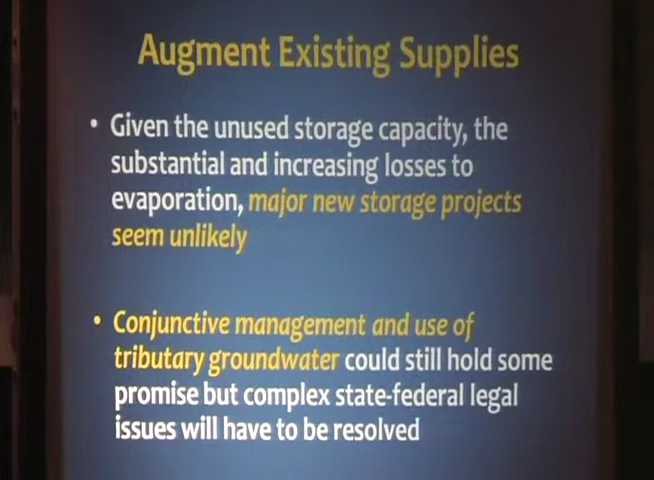 Augment Existing Supplies
• Given the unused storage capacity, the
substantial and increasing losses to
evaporation, major new storage projects
seem unlikely
• Conjunctive management and use of
tributary groundwater could still hold some
promise but complex state-federal legal
issues will have to be resolved